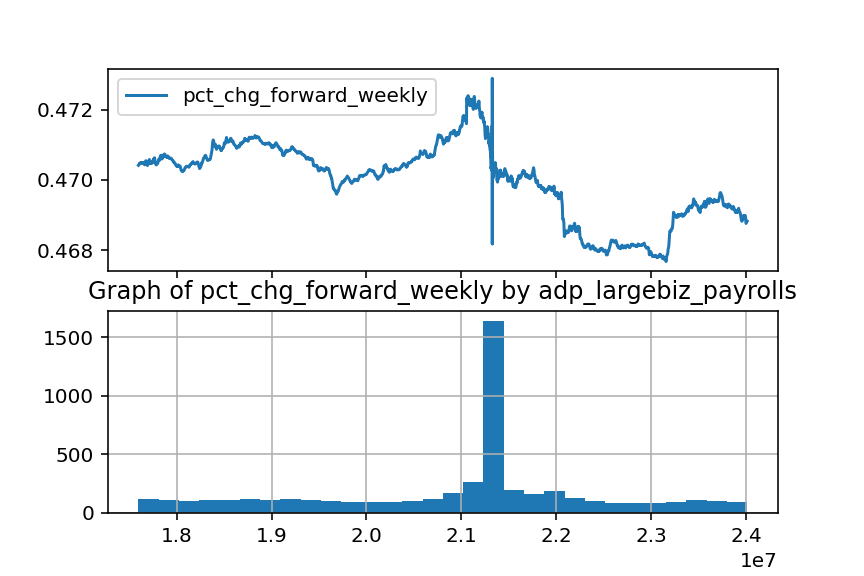 pct_chg_forward_weekly
0.472
0.470
0.468
Graph of pct_chg_forward_weekly by adp_largebiz_payrolls
1500
1000
500
0
1.8 1.9 2.0 2.1 2.2 2.3 2.4
1e7